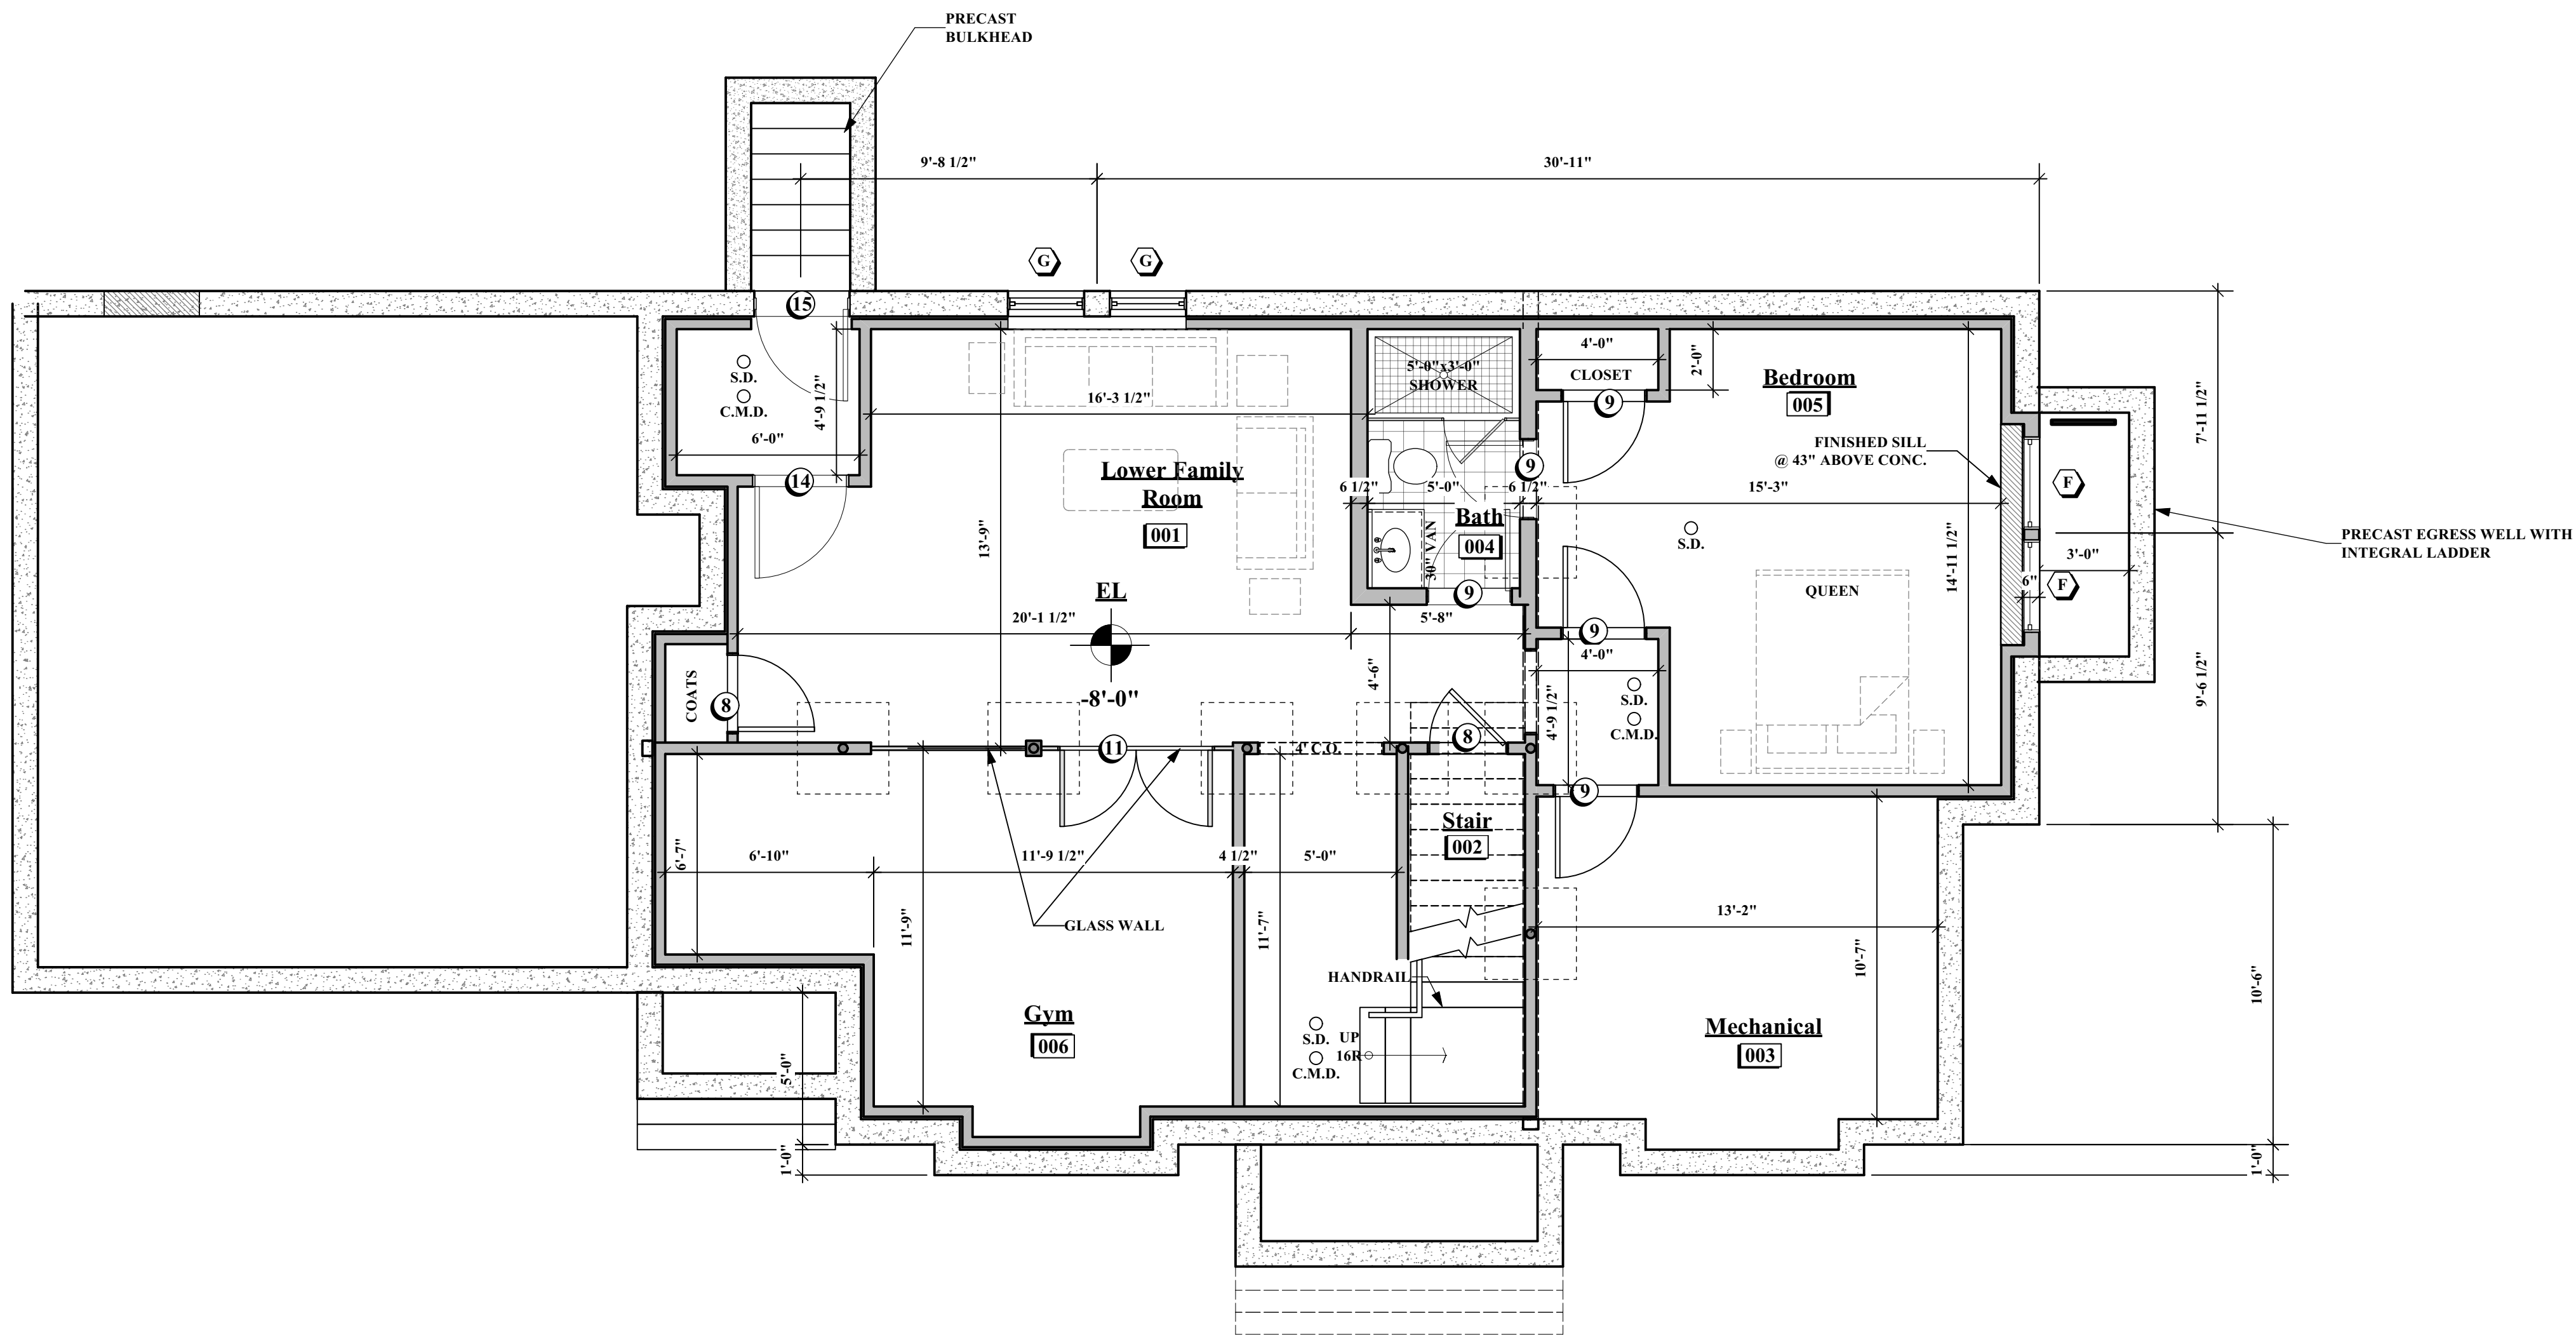 PRECAST
BULKHEAD
9'-8 1/2"
30'-11"
G
G
15
S.D.
C.M.D.
4'-9 1/2"
6'-0"
14
16'-3 1/2"
5'-0"x3'-0"
SHOWER
4'-0"
CLOSET
2'-0"
9
Bedroom
005
FINISHED SILL
@ 43" ABOVE CONC.
7'-11 1/2"
Lower Family
Room
001
13'-9"
6 1/2"
5'-0"
9
6 1/2"
15'-3"
F
Bath
004
30" VAN
S.D.
14'-11 1/2"
PRECAST EGRESS WELL WITH
INTEGRAL LADDER
3'-0"
6"
F
QUEEN
EL
20'-1 1/2"
9
5'-8"
9
4'-0"
4'-6"
-8'-0"
COATS
8
S.D.
C.M.D.
4'-9 1/2"
9'-6 1/2"
11
4' C.O.
8
9
Stair
002
6'-7"
6'-10"
11'-9 1/2"
4 1/2"
5'-0"
11'-9"
GLASS WALL
11'-7"
13'-2"
10'-7"
HANDRAIL
10'-6"
Gym
006
S.D.
UP
16R
C.M.D.
Mechanical
003
5'-0"
1'-0"
1'-0"